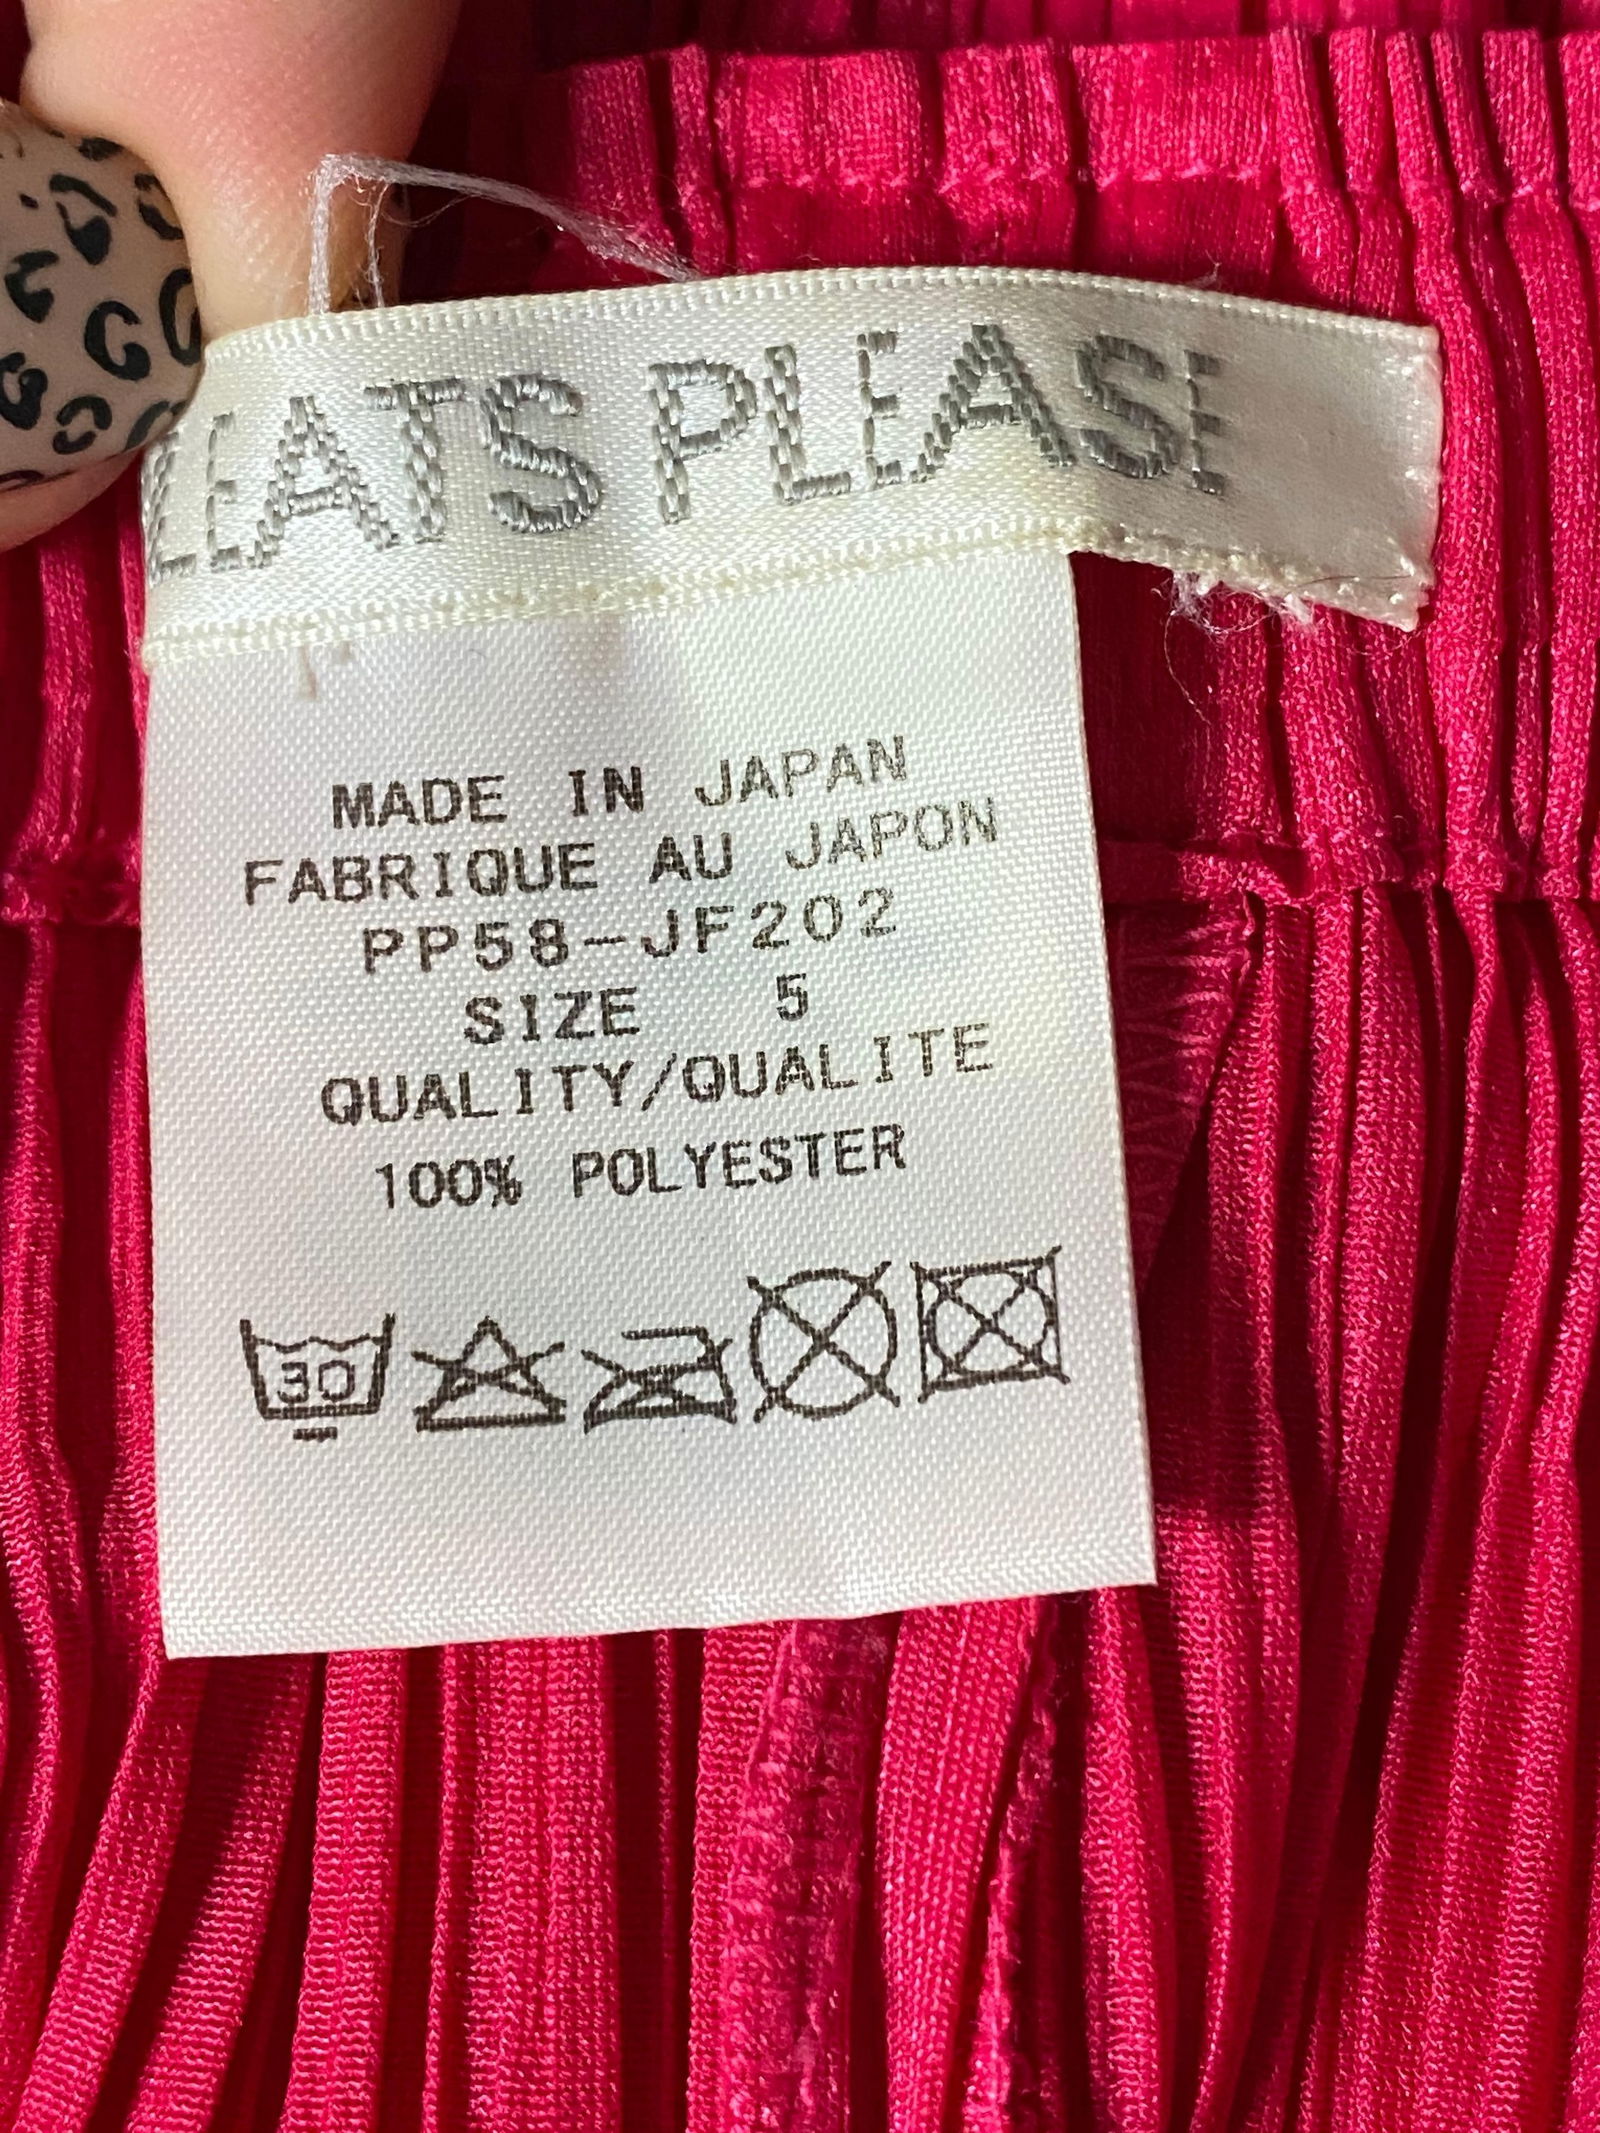 LEATS PLEASE
MADE IN JAPAN
FABRIQUE AU JAPON
PP58-JF202
SIZE 5
QUALITY/QUALITE
100% POLYESTER
30